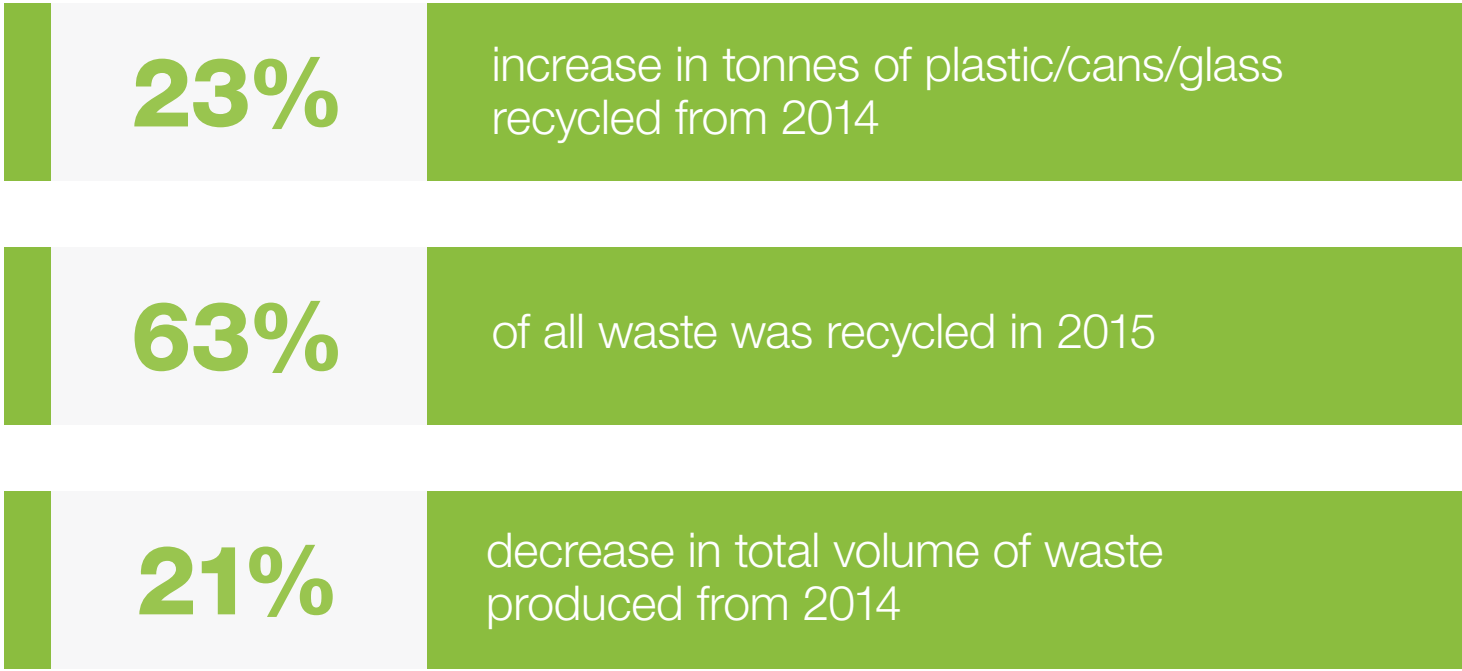 23%
increase in tonnes of plastic/cans/glass
recycled from 2014
63%
of all waste was recycled in 2015
21%
decrease in total volume of waste
produced from 2014